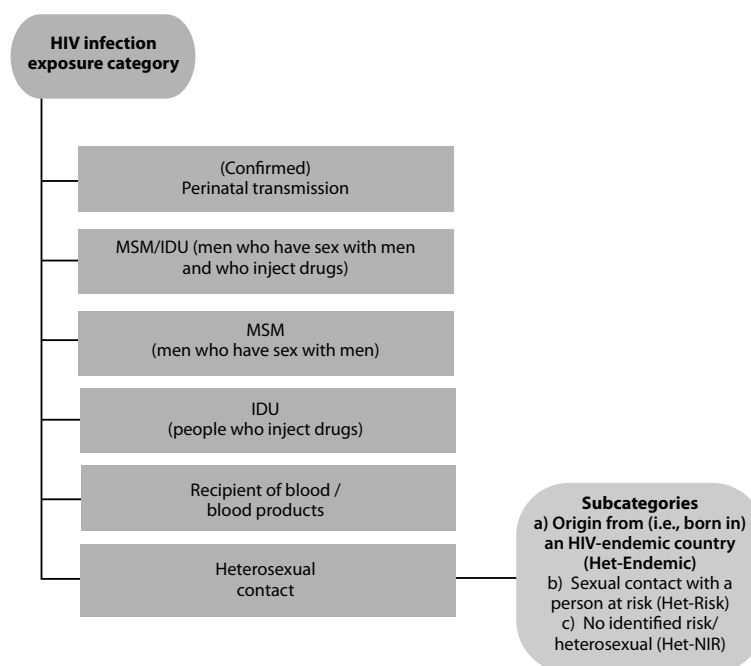 HIV infection
exposure category
(Confirmed)
Perinatal transmission
MSM/IDU (men who have sex with men
and who inject drugs)
MSM
(men who have sex with men)
IDU
(people who inject drugs)
Recipient of blood /
blood products
Heterosexual
contact
Subcategories
a) Origin from (i.e., born in)
an HIV-endemic country
(Het-Endemic)
b) Sexual contact with a
person at risk (Het-Risk)
c) No identified risk/
heterosexual (Het-NIR)